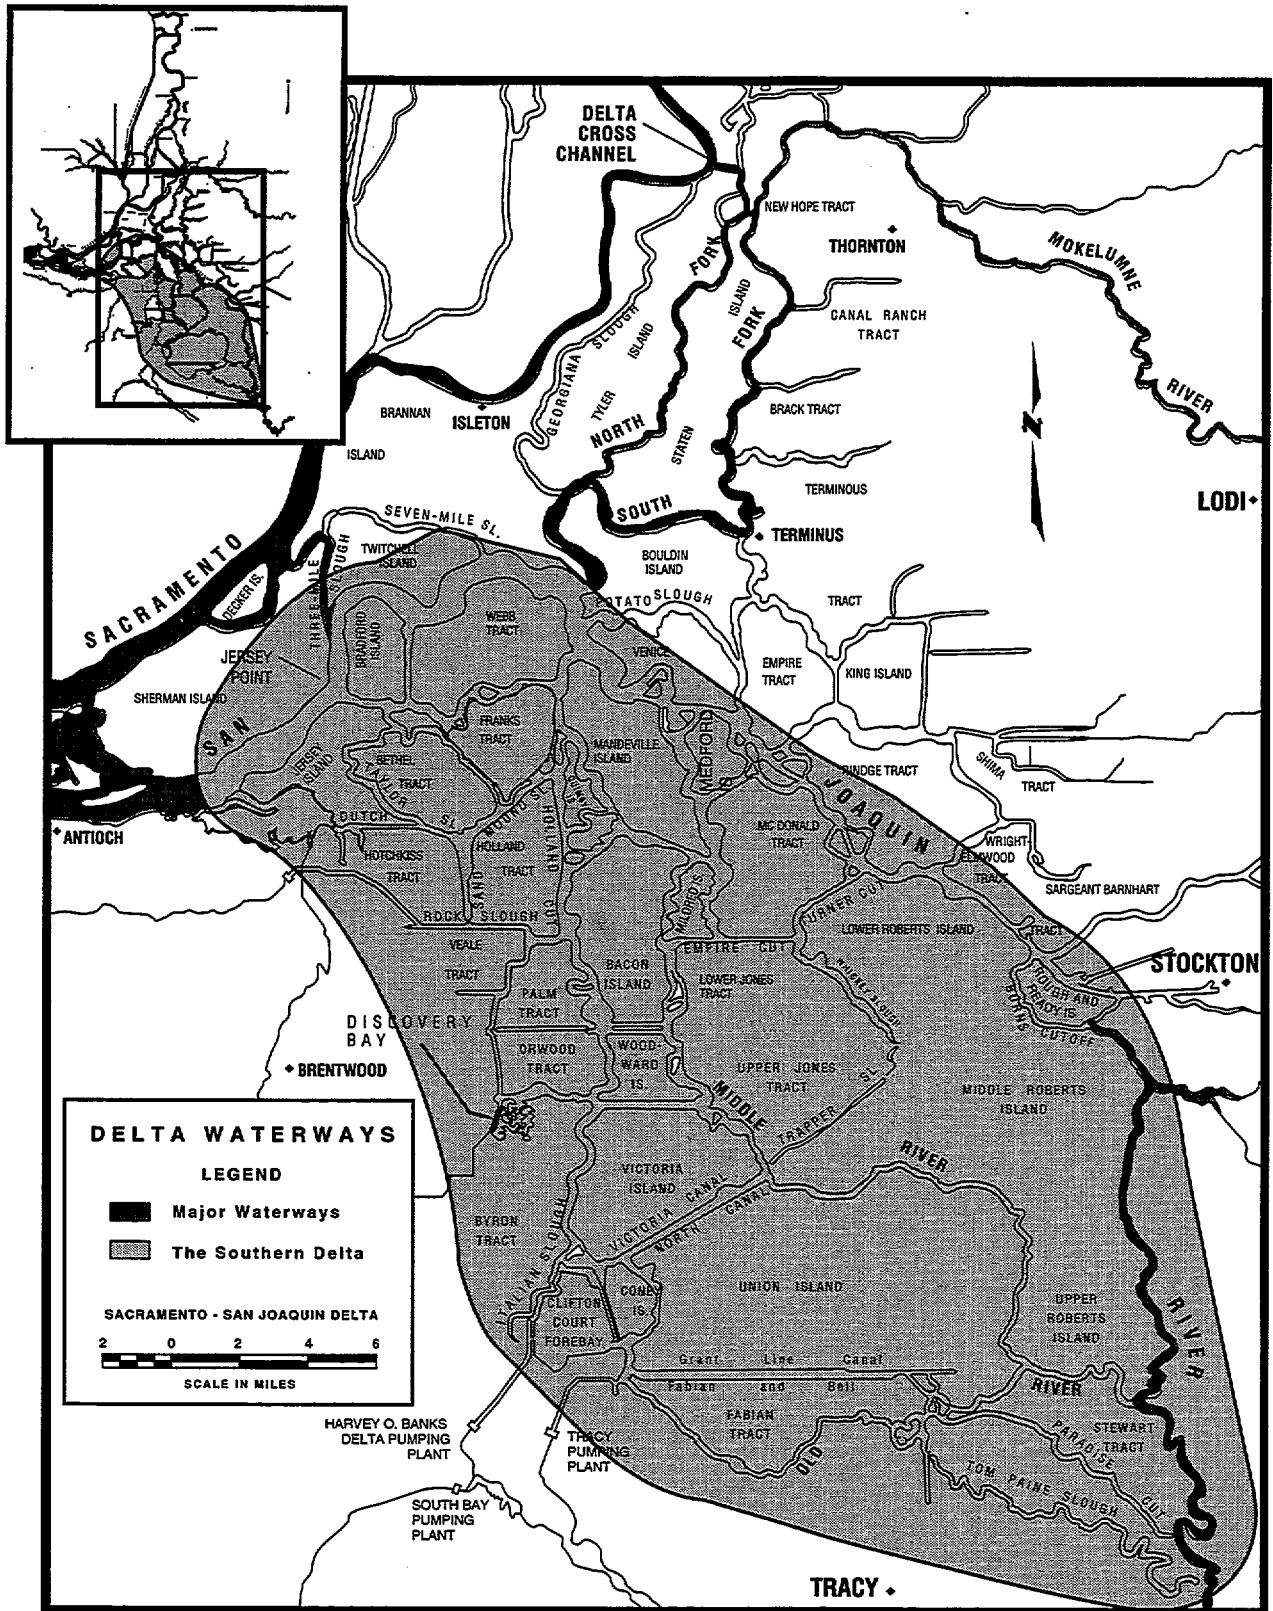 DELTA
CROSS
CHANNEL
NEW HOPE TRACT
THORNTON
MOKELUMNE
RIVER
CANAL RANCH
TRACT
NORTH
FORK
ISLAND
FORK
GEORGIANA SLOUGH
TYLER
ISLAND
STATEN
BRACK TRACT
BRANNAN
ISLAND
ISLETON
N
TERMINOUS
LODI
SEVEN-MILE SL.
SOUTH
TERMINUS
TWITCHELL
ISLAND
BOULDIN
ISLAND
SACRAMENTO
DECKER IS.
THREE-MILE
SLOUGH
POTATO SLOUGH
TRACT
BRADFORD
ISLAND
WEBB
TRACT
VENICE
JERSEY
POINT
EMPIRE
TRACT
KING ISLAND
SHERMAN ISLAND
SAN
FRANKS
TRACT
MEDFORD
MANDEVILLE
ISLAND
JERSEY
ISLAND
BETHEL
TRACT
TAYLOR SL.
RINDGE TRACT
SHIMA
TRACT
JOAQUIN
ANTIOCH
DUTCH SL.
SAND MOUND SL.
QUIMBY IS.
HOLLAND CUT
MC DONALD
TRACT
HOTCHKISS
TRACT
HOLLAND
TRACT
WRIGHT
ELMWOOD
TRACT
SARGEANT BARNHART
TRACT
MILDRED IS.
TURNER CUT
ROCK SLOUGH
LOWER ROBERTS ISLAND
EMPIRE CUT
VEALE
TRACT
BACON
ISLAND
LOWER JONES
TRACT
WHISKEY SLOUGH
STOCKTON
PALM
TRACT
ROUGH AND
READY IS.
BURNS
CUTOFF
DISCOVERY
BAY
ORWOOD
TRACT
WOOD-
WARD
IS.
BRENTWOOD
UPPER JONES
TRACT
MIDDLE ROBERTS
ISLAND
MIDDLE
RIVER
TRAPPER SL.
DELTA WATERWAYS
LEGEND
Major Waterways
The Southern Delta
SACRAMENTO - SAN JOAQUIN DELTA
2 0 2 4 6
SCALE IN MILES
VICTORIA
ISLAND
VICTORIA CANAL
NORTH CANAL
BYRON
TRACT
ITALIAN SLOUGH
CONEY
IS.
UNION ISLAND
CLIFTON
COURT
FOREBAY
UPPER
ROBERTS
ISLAND
RIVER
Grant Line Canal
Fabian and Bell
RIVER
FABIAN
TRACT
OLD
STEWART
TRACT
PARADISE CUT
HARVEY O. BANKS
DELTA PUMPING
PLANT
TRACY
PUMPING
PLANT
TOM PAINE SLOUGH
SOUTH BAY
PUMPING
PLANT
TRACY